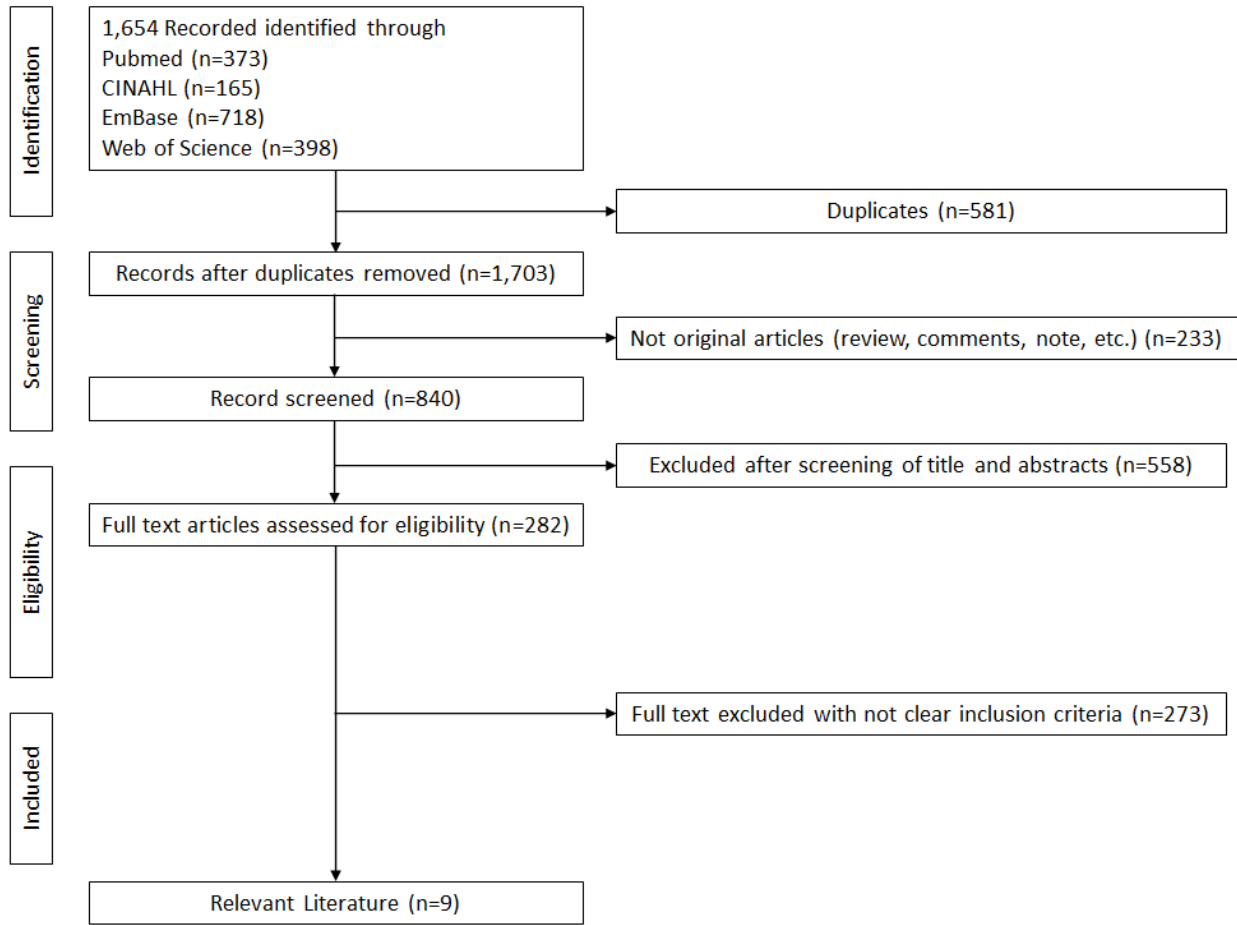 Identification
1,654 Recorded identified through
Pubmed (n=373)
CINAHL (n=165)
EmBase (n=718)
Web of Science (n=398)
Duplicates (n=581)
Screening
Records after duplicates removed (n=1,703)
Not original articles (review, comments, note, etc.) (n=233)
Record screened (n=840)
Excluded after screening of title and abstracts (n=558)
Eligibility
Full text articles assessed for eligibility (n=282)
Full text excluded with not clear inclusion criteria (n=273)
Included
Relevant Literature (n=9)